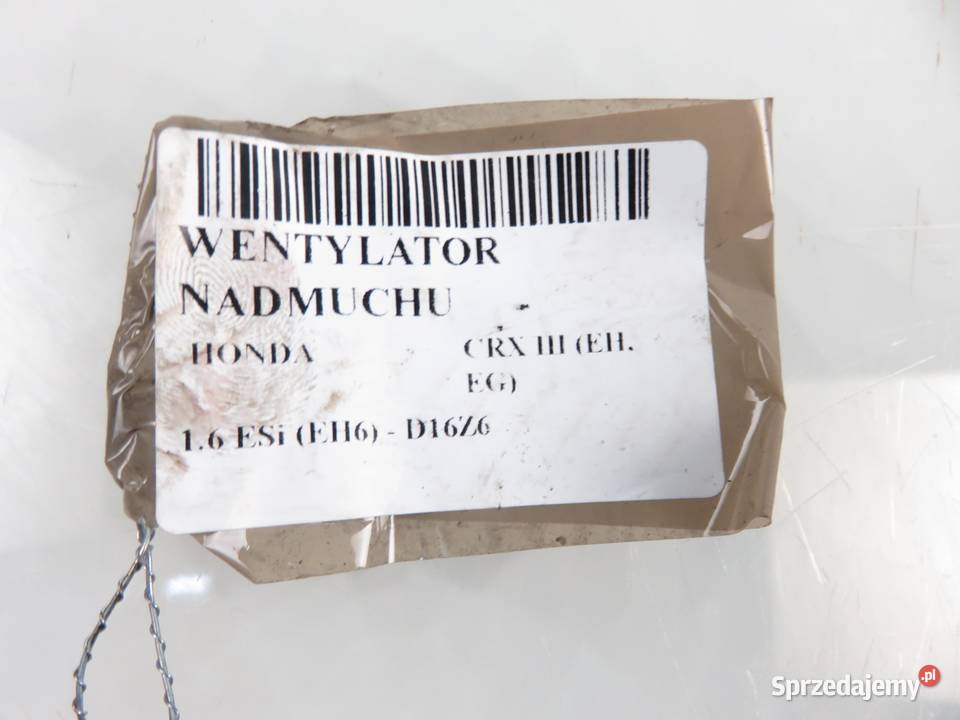 WENTYLATOR
NADMUCHU
HONDA CRX III (EH,
EG)
1.6 ESi (EH6) - D16Z6
Sprzedajemy.pl